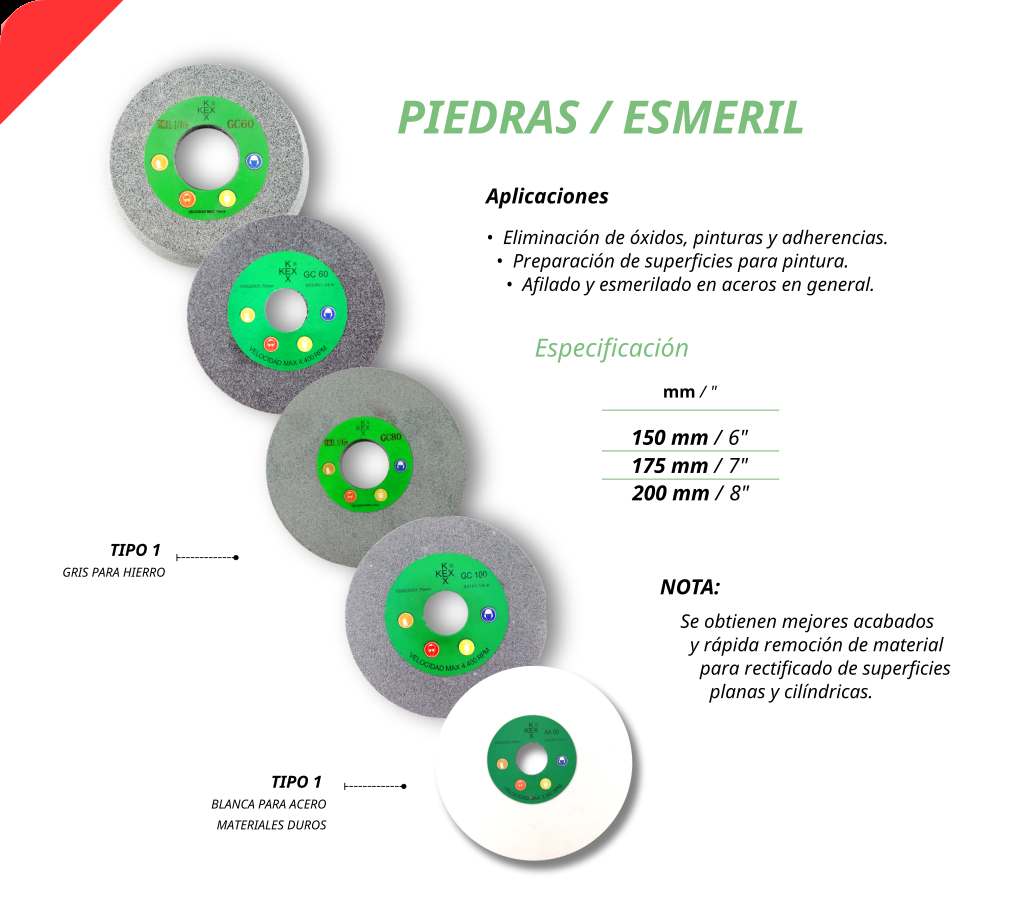 PIEDRAS / ESMERIL
Aplicaciones
• Eliminación de óxidos, pinturas y adherencias.
• Preparación de superficies para pintura.
• Afilado y esmerilado en aceros en general.
Especificación
mm / "
150 mm / 6"
175 mm / 7"
200 mm / 8"
NOTA:
Se obtienen mejores acabados
y rápida remoción de material
para rectificado de superficies
planas y cilíndricas.
TIPO 1
GRIS PARA HIERRO
TIPO 1
BLANCA PARA ACERO
MATERIALES DUROS
K
KEX
X
GC60
K
KEX
X
GC 60
VELOCIDAD MAX 4.400 RPM
K
KEX
X
GC80
K
KEX
X
GC 100
VELOCIDAD MAX 4.400 RPM
K
KEX
X
AA 60